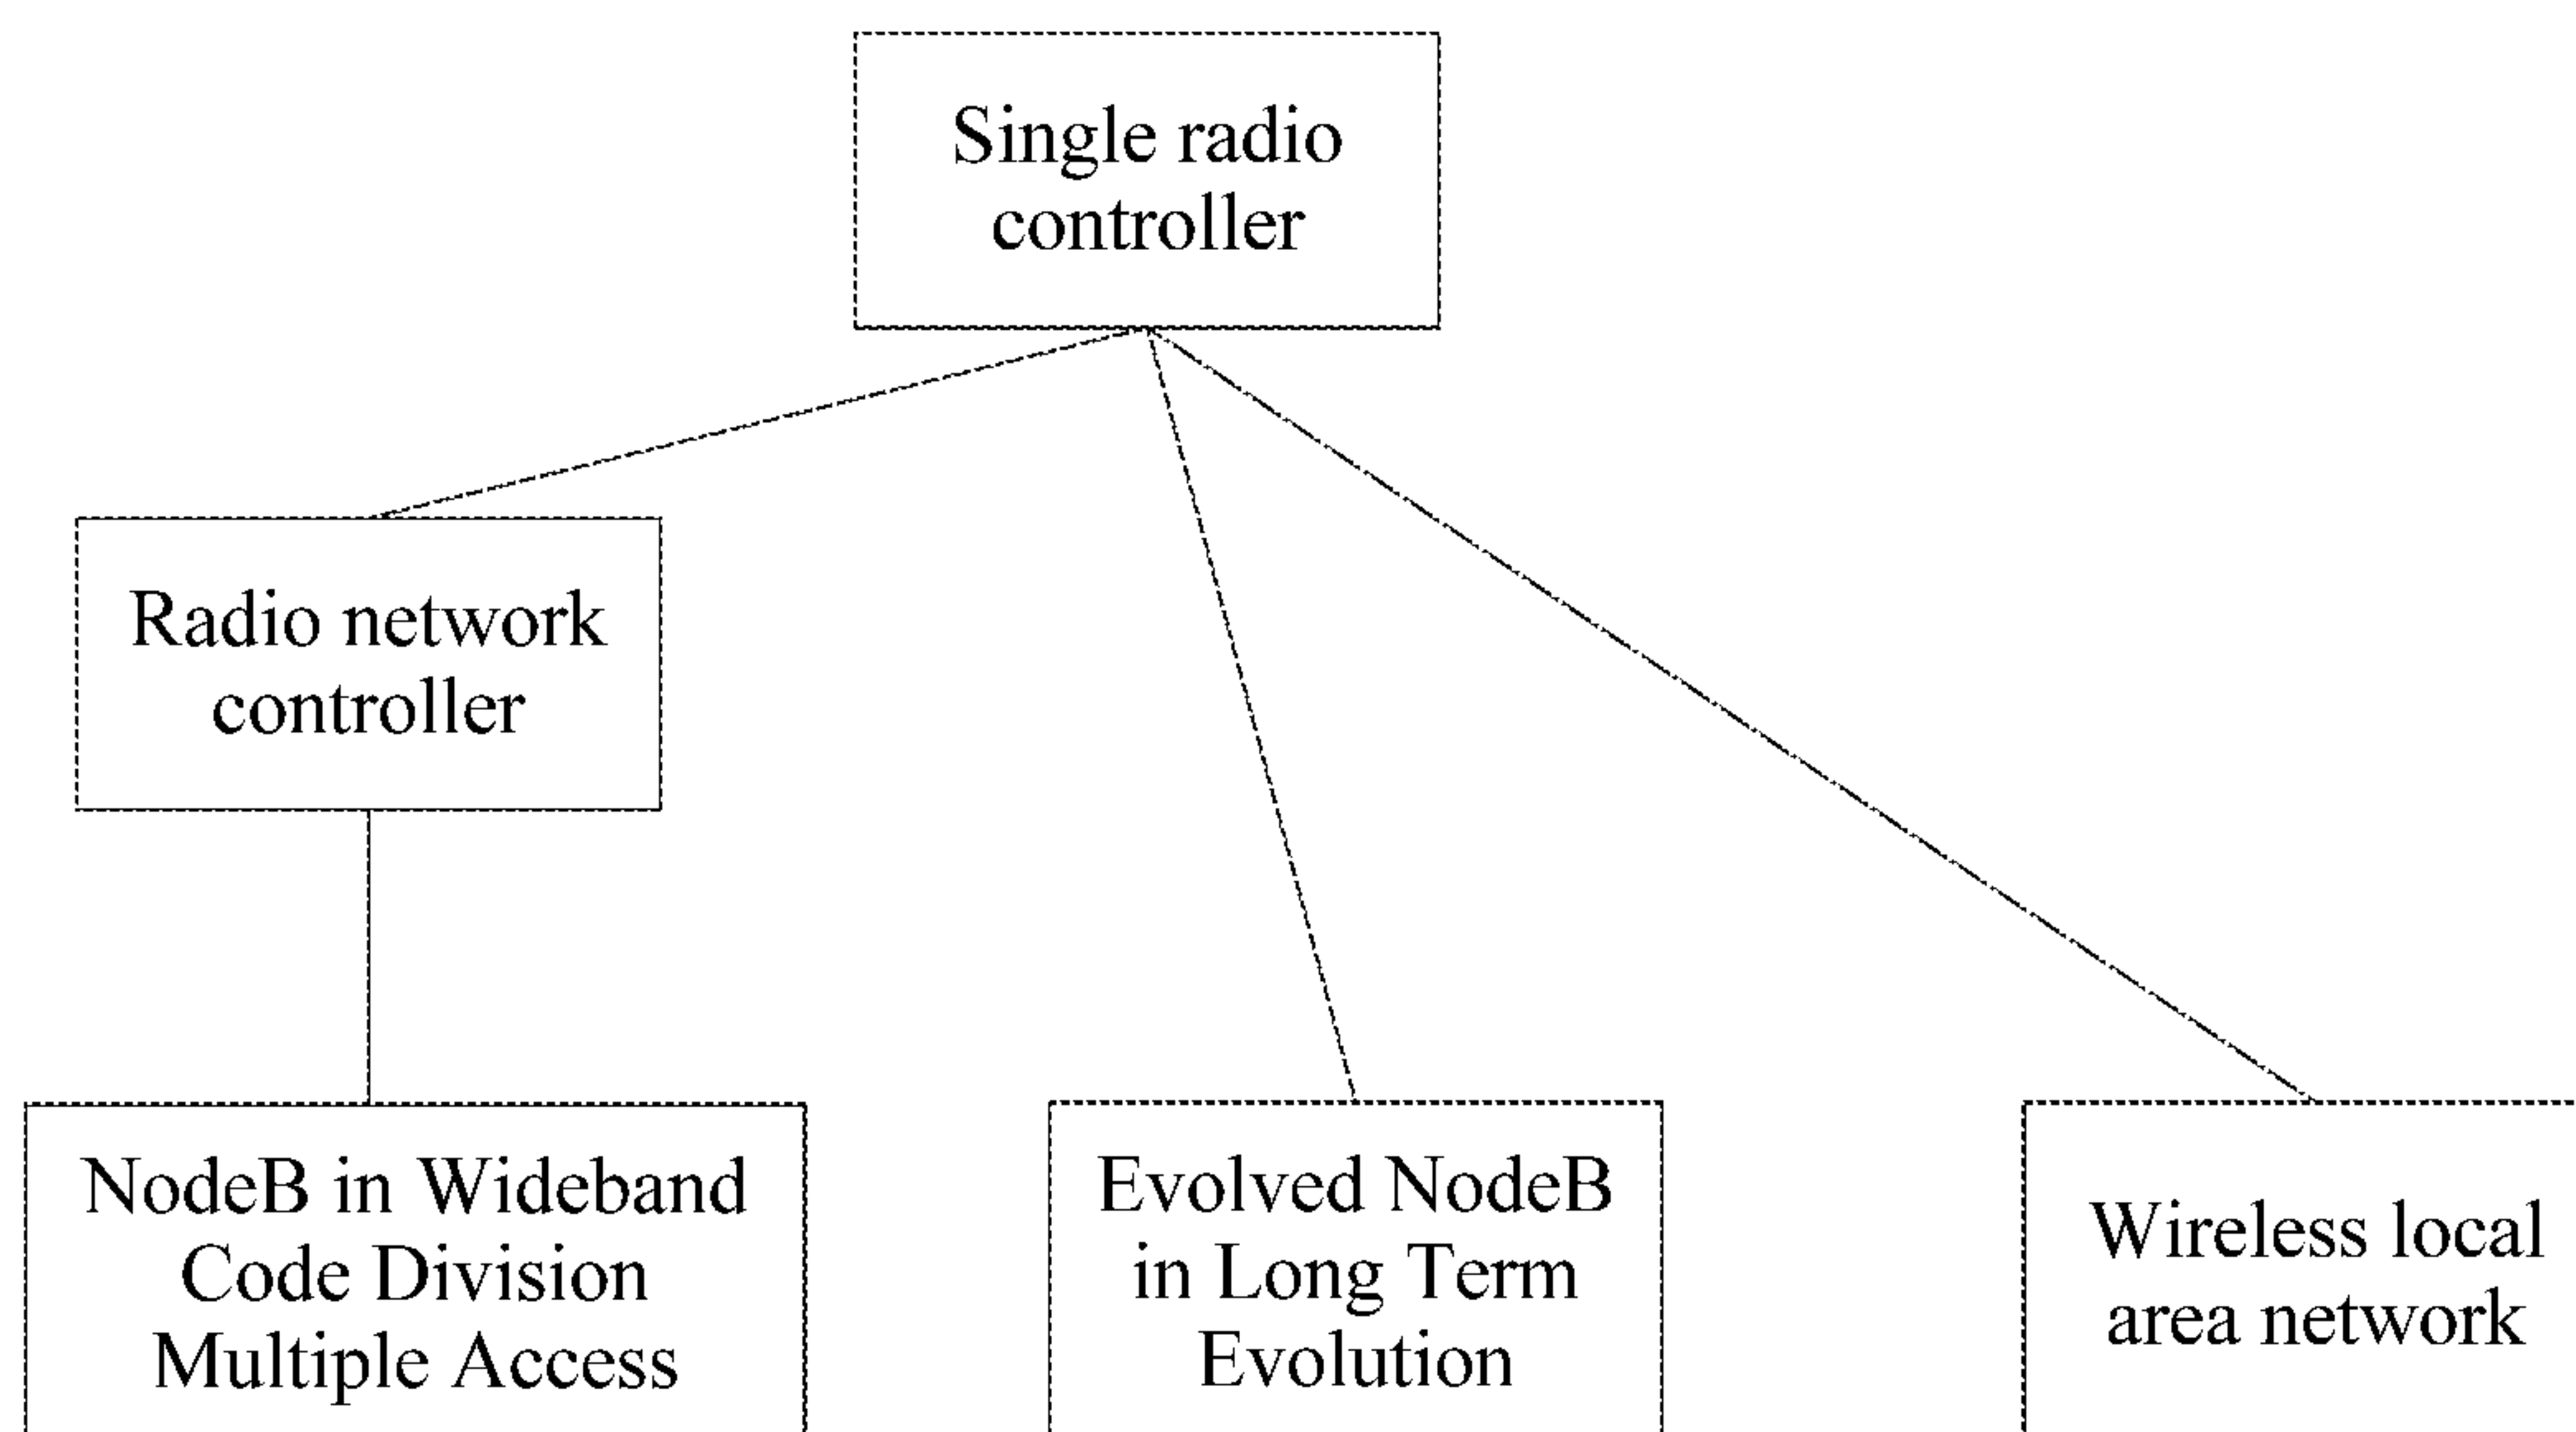 Single radio
controller
Radio network
controller
NodeB in Wideband
Code Division
Multiple Access
Evolved NodeB
in Long Term
Evolution
Wireless local
area network